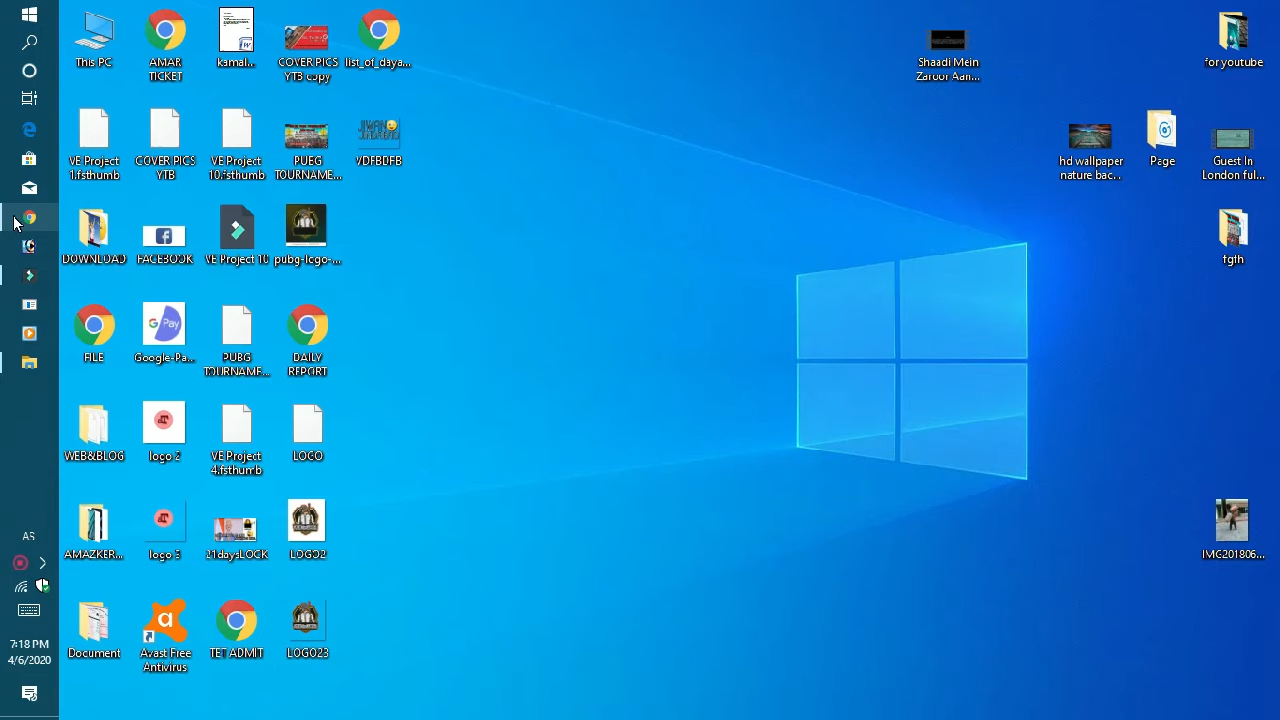 This PC
AMAR
TICKET
kamal...
COVER PICS
YTB copy
list_of_daya...
Shaadi Mein
Zaroor Aan...
for youtube
VE Project
1.fsthumb
COVER PICS
YTB
VE Project
10.fsthumb
PUBG
TOURNAME...
VDFBDFB
hd wallpaper
nature bac...
Page
Guest In
London ful...
DOWNLOAD
FACEBOOK
VE Project 10
pubg-logo-...
fgfh
FILE
Google-Pa...
PUBG
TOURNAME...
DAILY
REPORT
G Pay
WEB&BLOG
logo 2
VE Project
4.fsthumb
LOGO
AMAZKER...
logo 3
21daysLOCK
LOGO2
IMG201806...
Document
Avast Free
Antivirus
TET ADMIT
LOGO23
AS
7:18 PM
4/6/2020